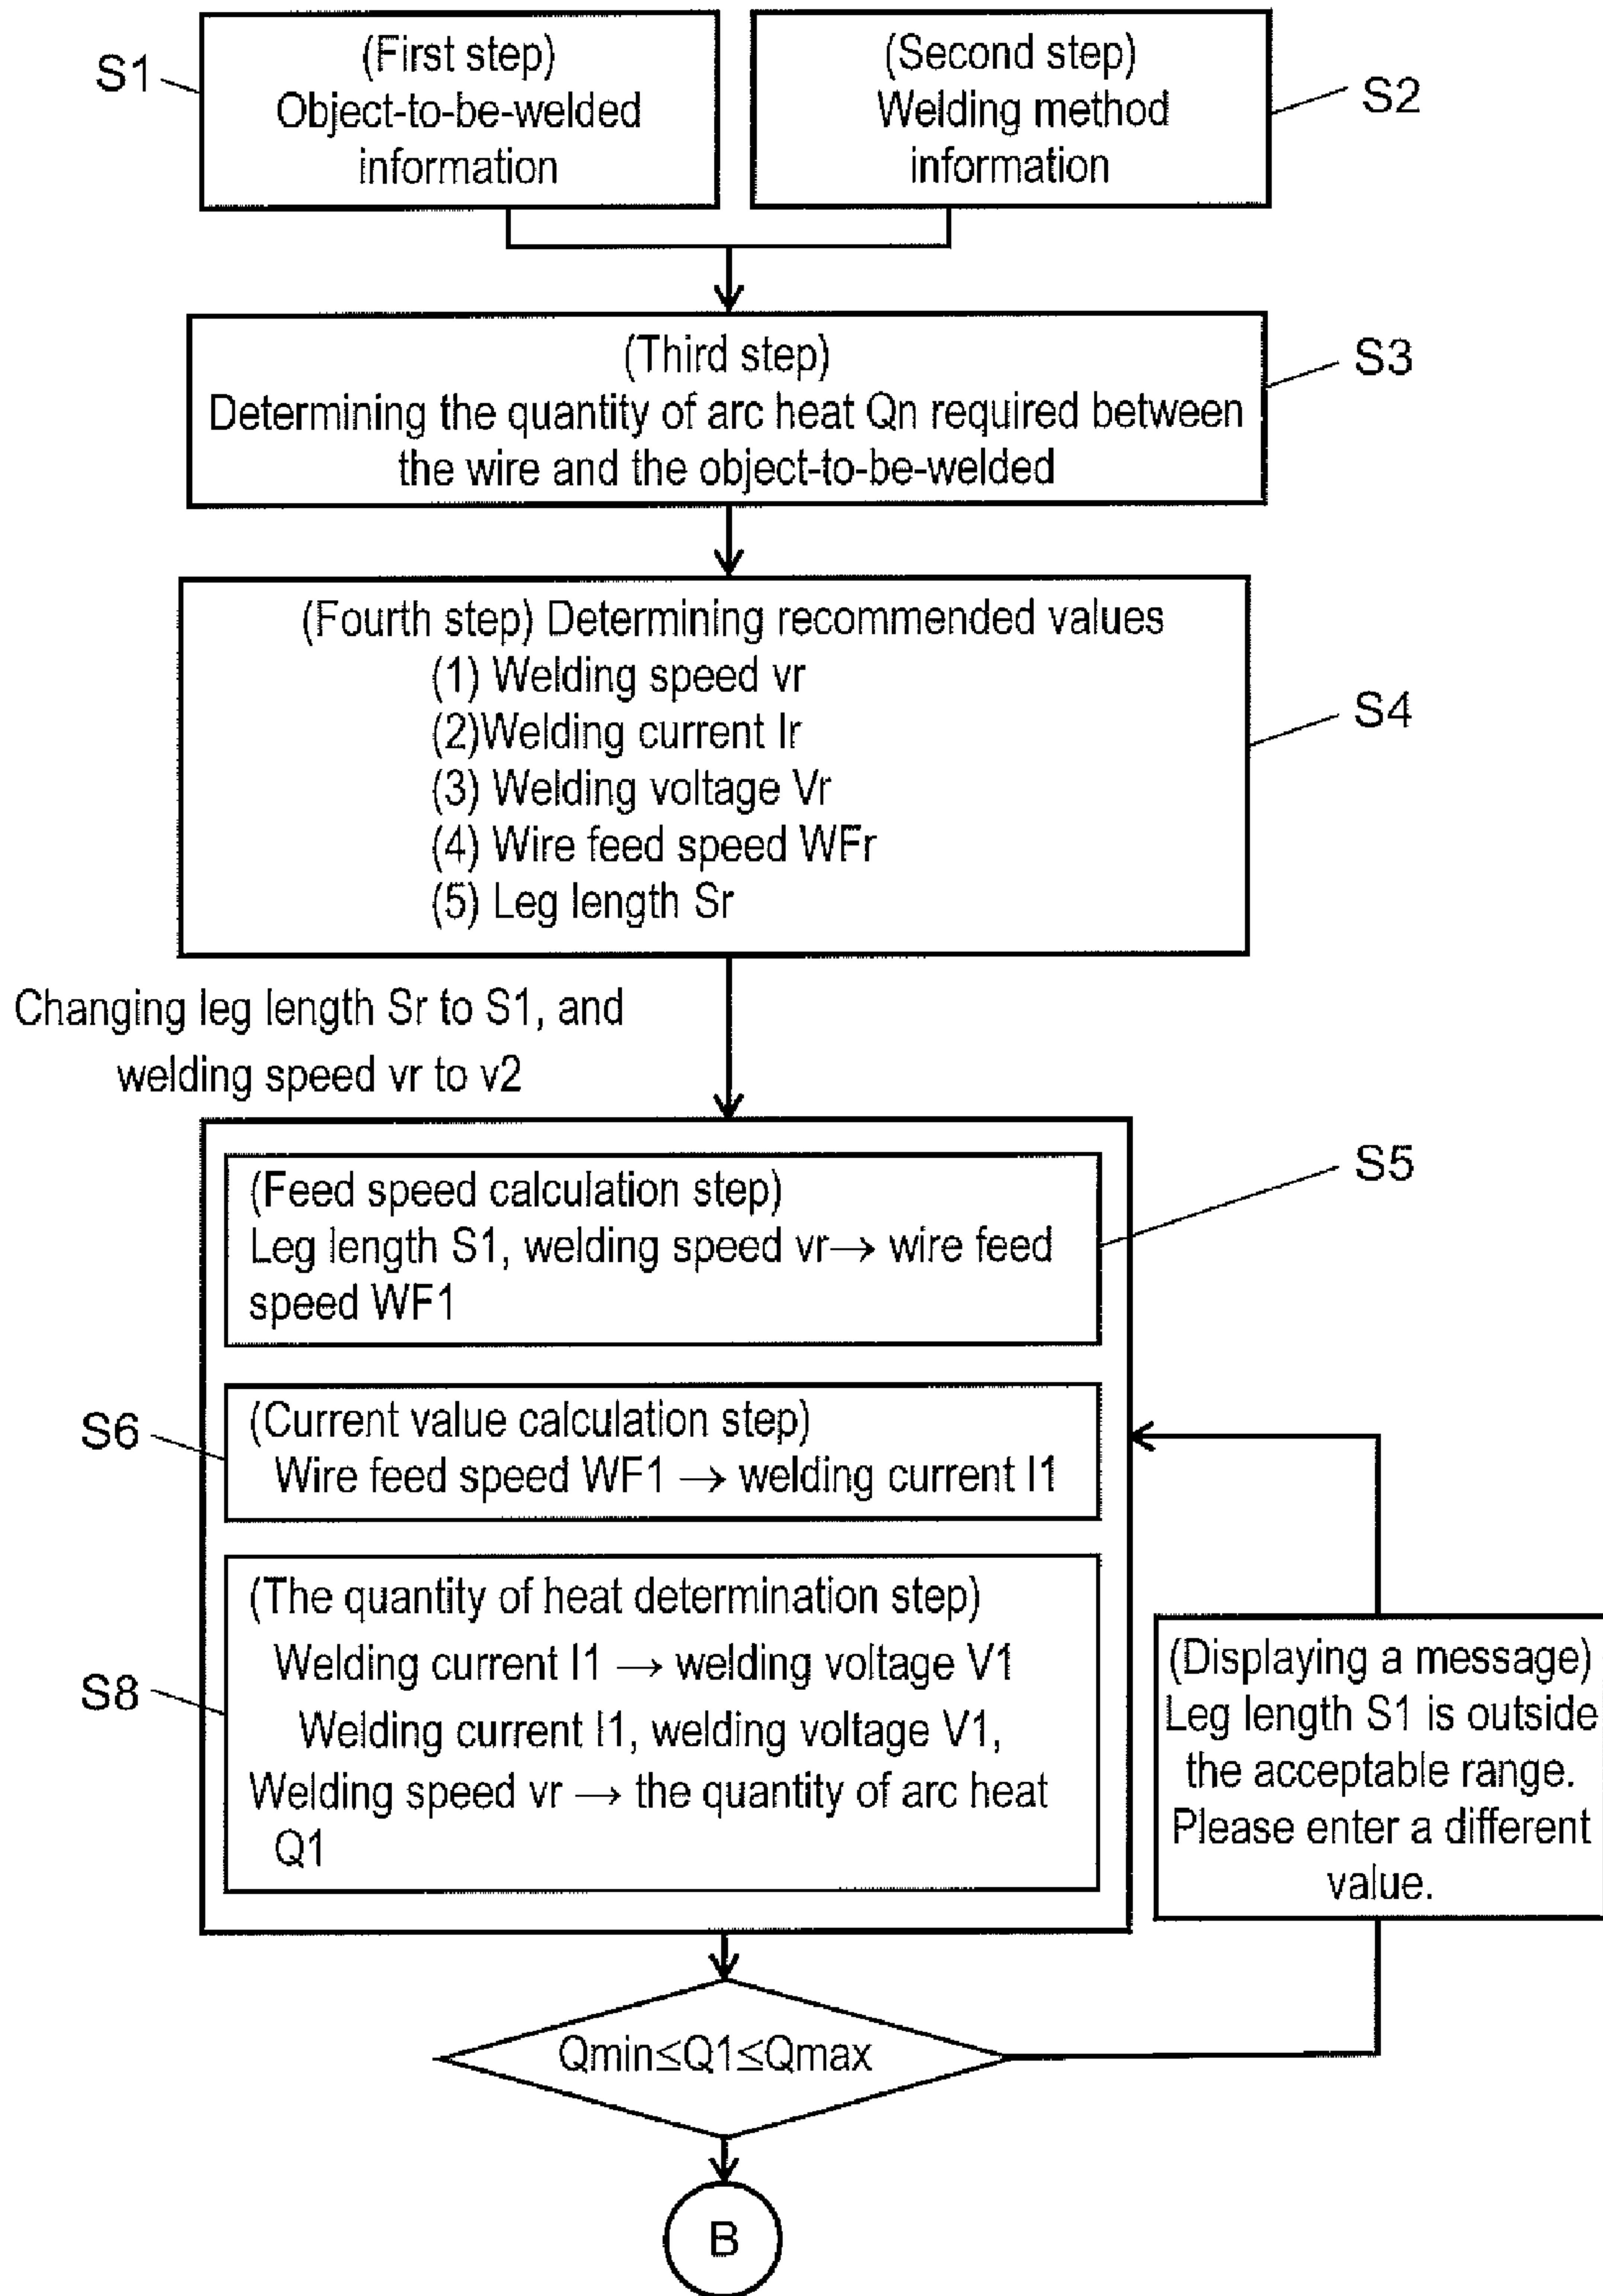 S1
(First step)
Object-to-be-welded
information
(Second step)
Welding method
information
S2
(Third step)
Determining the quantity of arc heat Qn required between
the wire and the object-to-be-welded
S3
(Fourth step) Determining recommended values
(1) Welding speed vr
(2)Welding current Ir
(3) Welding voltage Vr
(4) Wire feed speed WFr
(5) Leg length Sr
S4
Changing leg length Sr to S1, and
welding speed vr to v2
(Feed speed calculation step)
Leg length S1, welding speed vr→ wire feed
speed WF1
S5
S6
(Current value calculation step)
Wire feed speed WF1 → welding current I1
S8
(The quantity of heat determination step)
Welding current I1 → welding voltage V1
Welding current I1, welding voltage V1,
Welding speed vr → the quantity of arc heat
Q1
(Displaying a message)
Leg length S1 is outside
the acceptable range.
Please enter a different
value.
Qmin≤Q1≤Qmax
B